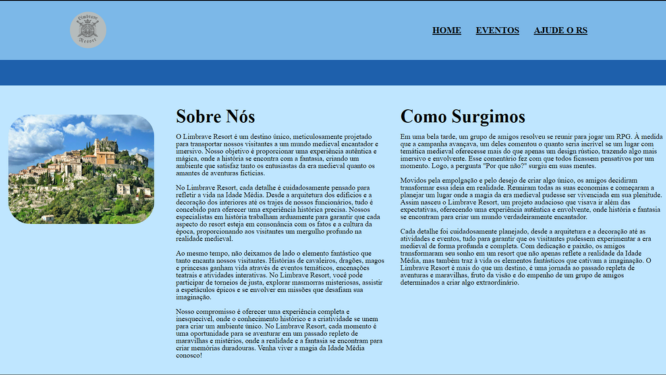 Limbrave
Resort
HOME EVENTOS AJUDE O RS
Sobre Nós
O Limbrave Resort é um destino único, meticulosamente projetado
para transportar nossos visitantes a um mundo medieval encantador e
imersivo. Nosso objetivo é proporcionar uma experiência autêntica e
mágica, onde a história se encontra com a fantasia, criando um
ambiente que satisfaz tanto os entusiastas da era medieval quanto os
amantes de aventuras fictícias.
No Limbrave Resort, cada detalhe é cuidadosamente pensado para
refletir a vida na Idade Média. Desde a arquitetura dos edifícios e a
decoração dos interiores até os trajes de nossos funcionários, tudo é
concebido para oferecer uma experiência histórica precisa. Nossos
especialistas em história trabalham arduamente para garantir que cada
aspecto do resort esteja em consonância com os fatos e a cultura da
época, proporcionando aos visitantes um mergulho profundo na
realidade medieval.
Ao mesmo tempo, não deixamos de lado o elemento fantástico que
tanto encanta nossos visitantes. Histórias de cavaleiros, dragões, magos
e princesas ganham vida através de eventos temáticos, encenações
teatrais e atividades interativas. No Limbrave Resort, você pode
participar de torneios de justa, explorar masmorras misteriosas, assistir
a espetáculos épicos e se envolver em missões que desafiam sua
imaginação.
Nosso compromisso é oferecer uma experiência completa e
inesquecível, onde o conhecimento histórico e a criatividade se unem
para criar um ambiente único. No Limbrave Resort, cada momento é
uma oportunidade para se aventurar em um passado repleto de
maravilhas e mistérios, onde a realidade e a fantasia se encontram para
criar memórias duradouras. Venha viver a magia da Idade Média
conosco!
Como Surgimos
Em uma bela tarde, um grupo de amigos resolveu se reunir para jogar um RPG. À medida
que a campanha avançava, um deles comentou o quanto seria incrível se um lugar com
temática medieval oferecesse mais do que apenas um design rústico, trazendo algo mais
imersivo e envolvente. Esse comentário fez com que todos ficassem pensativos por um
momento. Logo, a pergunta "Por que não?" surgiu em suas mentes.
Movidos pela empolgação e pelo desejo de criar algo único, os amigos decidiram
transformar essa ideia em realidade. Reuniram todas as suas economias e começaram a
planejar um lugar onde a magia da era medieval pudesse ser vivenciada em sua plenitude.
Assim nasceu o Limbrave Resort, um projeto audacioso que visava ir além das
expectativas, oferecendo uma experiência autêntica e envolvente, onde história e fantasia
se encontram para criar um mundo verdadeiramente encantador.
Cada detalhe foi cuidadosamente planejado, desde a arquitetura e a decoração até as
atividades e eventos, tudo para garantir que os visitantes pudessem experimentar a era
medieval de forma profunda e completa. Com dedicação e paixão, os amigos
transformaram seu sonho em um resort que não apenas reflete a realidade da Idade
Média, mas também traz à vida os elementos fantásticos que cativam a imaginação. O
Limbrave Resort é mais do que um destino, é uma jornada ao passado repleta de
aventuras e maravilhas, fruto da visão e do empenho de um grupo de amigos
determinados a criar algo extraordinário.